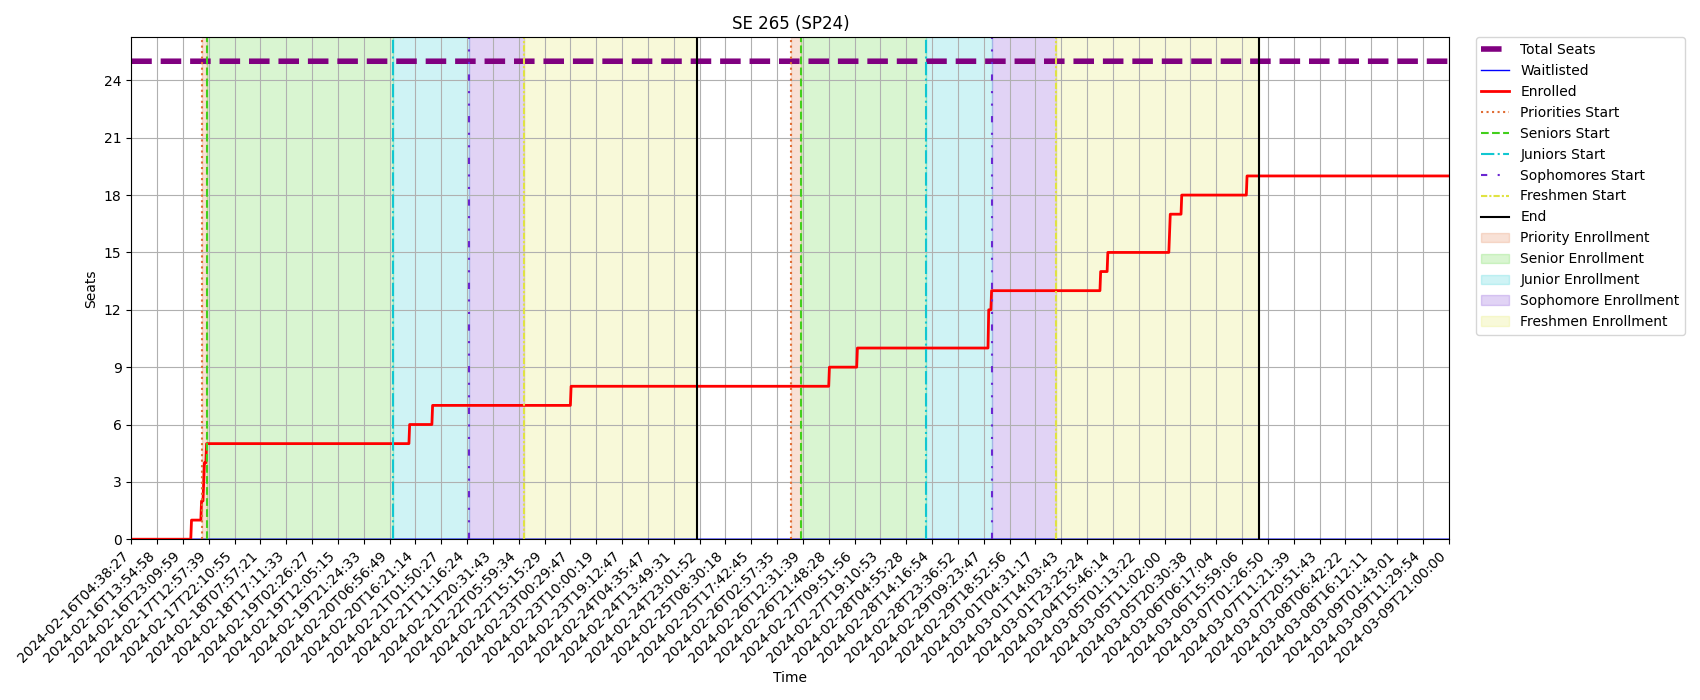 SE 265 (SP24)
Seats
24
21
18
15
12
9
6
3
0
2024-02-16T04:38:27
2024-02-16T13:54:58
2024-02-16T23:09:59
2024-02-17T12:57:39
2024-02-17T22:10:55
2024-02-18T07:57:21
2024-02-18T17:11:33
2024-02-19T02:26:27
2024-02-19T12:05:15
2024-02-19T21:24:33
2024-02-20T06:56:49
2024-02-20T16:21:14
2024-02-21T01:50:27
2024-02-21T11:16:24
2024-02-21T20:31:43
2024-02-22T05:59:34
2024-02-22T15:15:29
2024-02-23T00:29:47
2024-02-23T10:00:19
2024-02-23T19:12:47
2024-02-24T04:35:47
2024-02-24T13:49:31
2024-02-24T23:01:52
2024-02-25T08:30:18
2024-02-25T17:42:45
2024-02-26T02:57:35
2024-02-26T12:31:39
2024-02-26T21:48:28
2024-02-27T09:51:56
2024-02-27T19:10:53
2024-02-28T04:55:28
2024-02-28T14:16:54
2024-02-28T23:36:52
2024-02-29T09:23:47
2024-02-29T18:52:56
2024-03-01T04:31:17
2024-03-01T14:03:43
2024-03-01T23:25:24
2024-03-04T15:46:14
2024-03-05T01:13:22
2024-03-05T11:02:00
2024-03-05T20:30:38
2024-03-06T06:17:04
2024-03-06T15:59:06
2024-03-07T01:26:50
2024-03-07T11:21:39
2024-03-07T20:51:43
2024-03-08T06:42:22
2024-03-08T16:12:11
2024-03-09T01:43:01
2024-03-09T11:29:54
2024-03-09T21:00:00
Time
Total Seats
Waitlisted
Enrolled
Priorities Start
Seniors Start
Juniors Start
Sophomores Start
Freshmen Start
End
Priority Enrollment
Senior Enrollment
Junior Enrollment
Sophomore Enrollment
Freshmen Enrollment